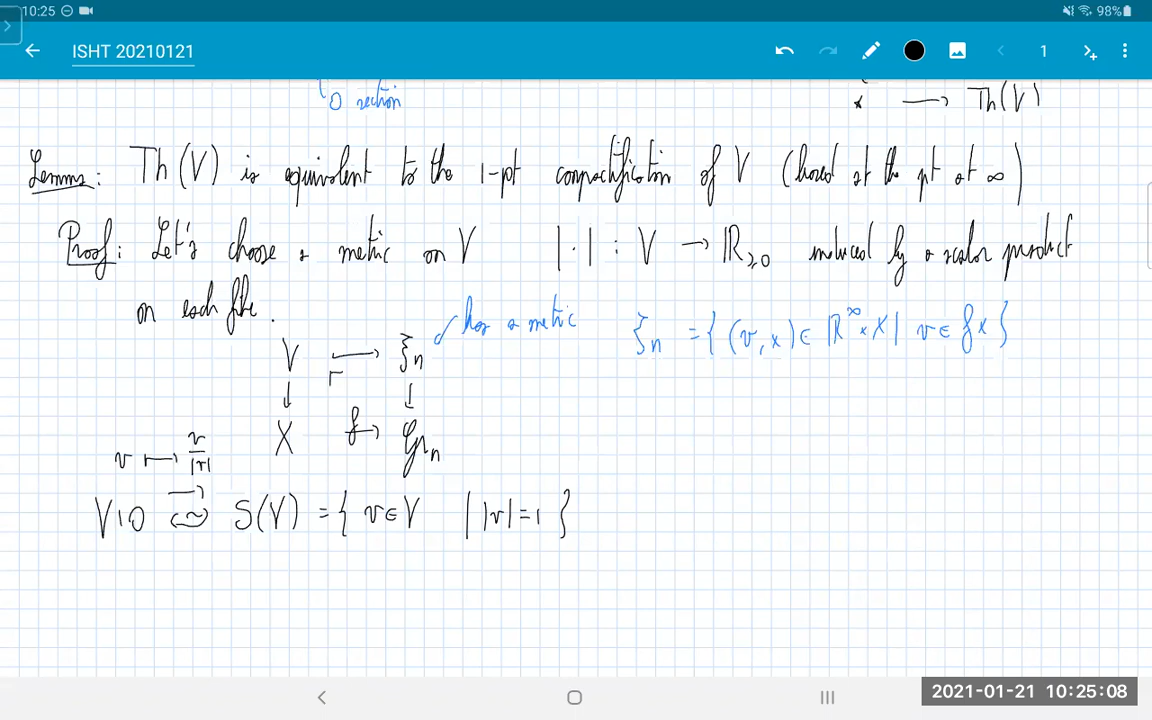 10:25 98%
ISHT 20210121 1
0 section * → Th(V)
Lemma: Th(V) is equivalent to the 1-pt compactification of V (based at the pt at ∞)
Proof: Let's choose a metric on V |·| : V → ℝ≥0 induced by a scalar product
on each fibre.
has a metric ξn = { (v, x) ∈ ℝ^∞ × X | v ∈ fx }
V → ξn
↓ ↓
X f→ Grn
v ↦ v/|v|
V\0 ≃ S(V) = { v ∈ V | |v| = 1 }
2021-01-21 10:25:08